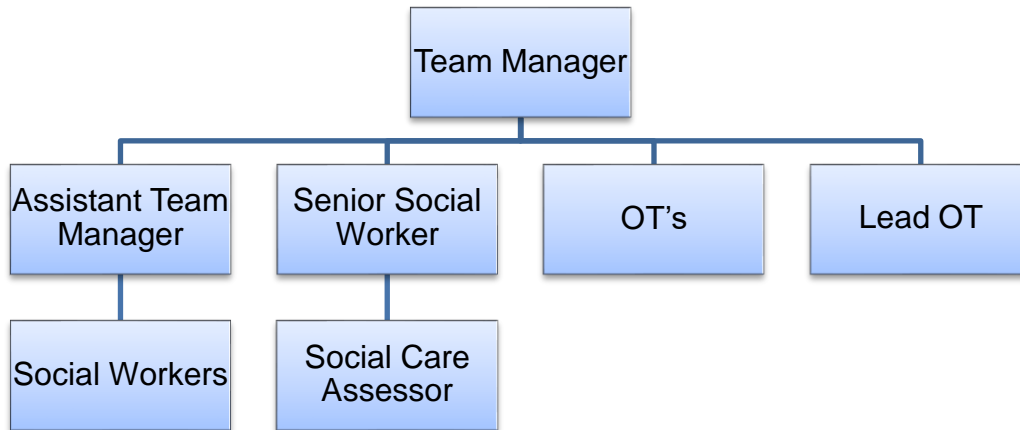 Team Manager
Assistant Team
Manager
Senior Social
Worker
OT’s
Lead OT
Social Workers
Social Care
Assessor